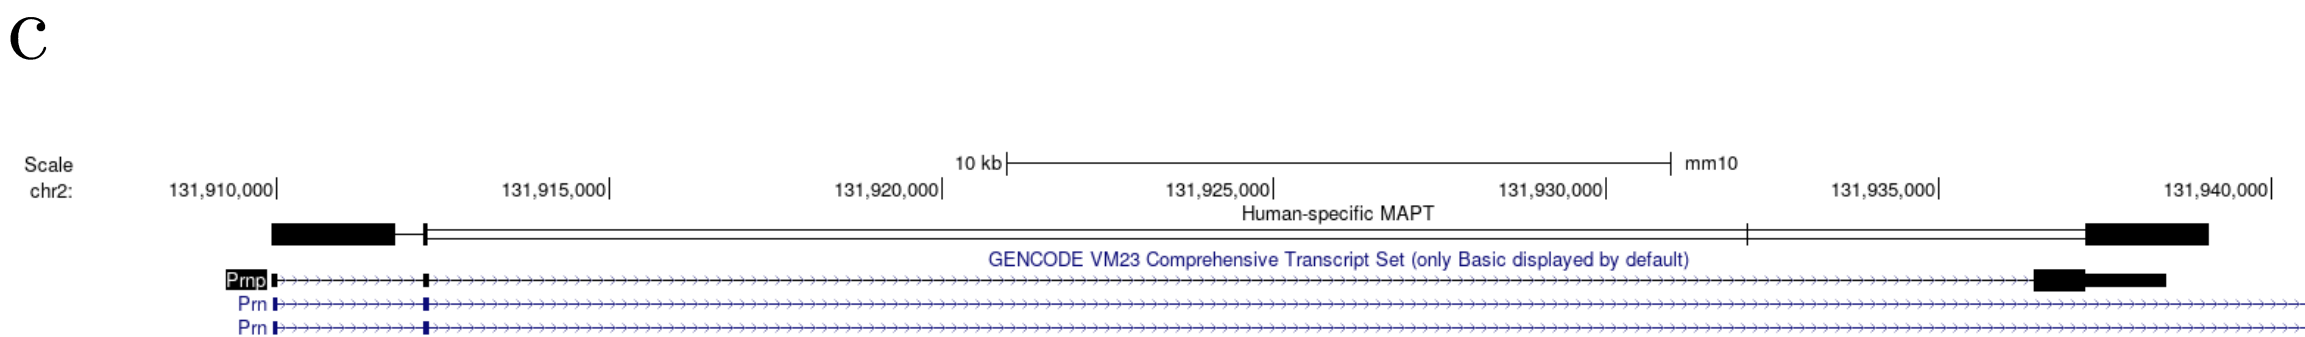 c
Scale 10 kb mm10
chr2: 131,910,000 131,915,000 131,920,000 131,925,000 131,930,000 131,935,000 131,940,000
Human-specific MAPT
GENCODE VM23 Comprehensive Transcript Set (only Basic displayed by default)
Prnp
Prn
Prn